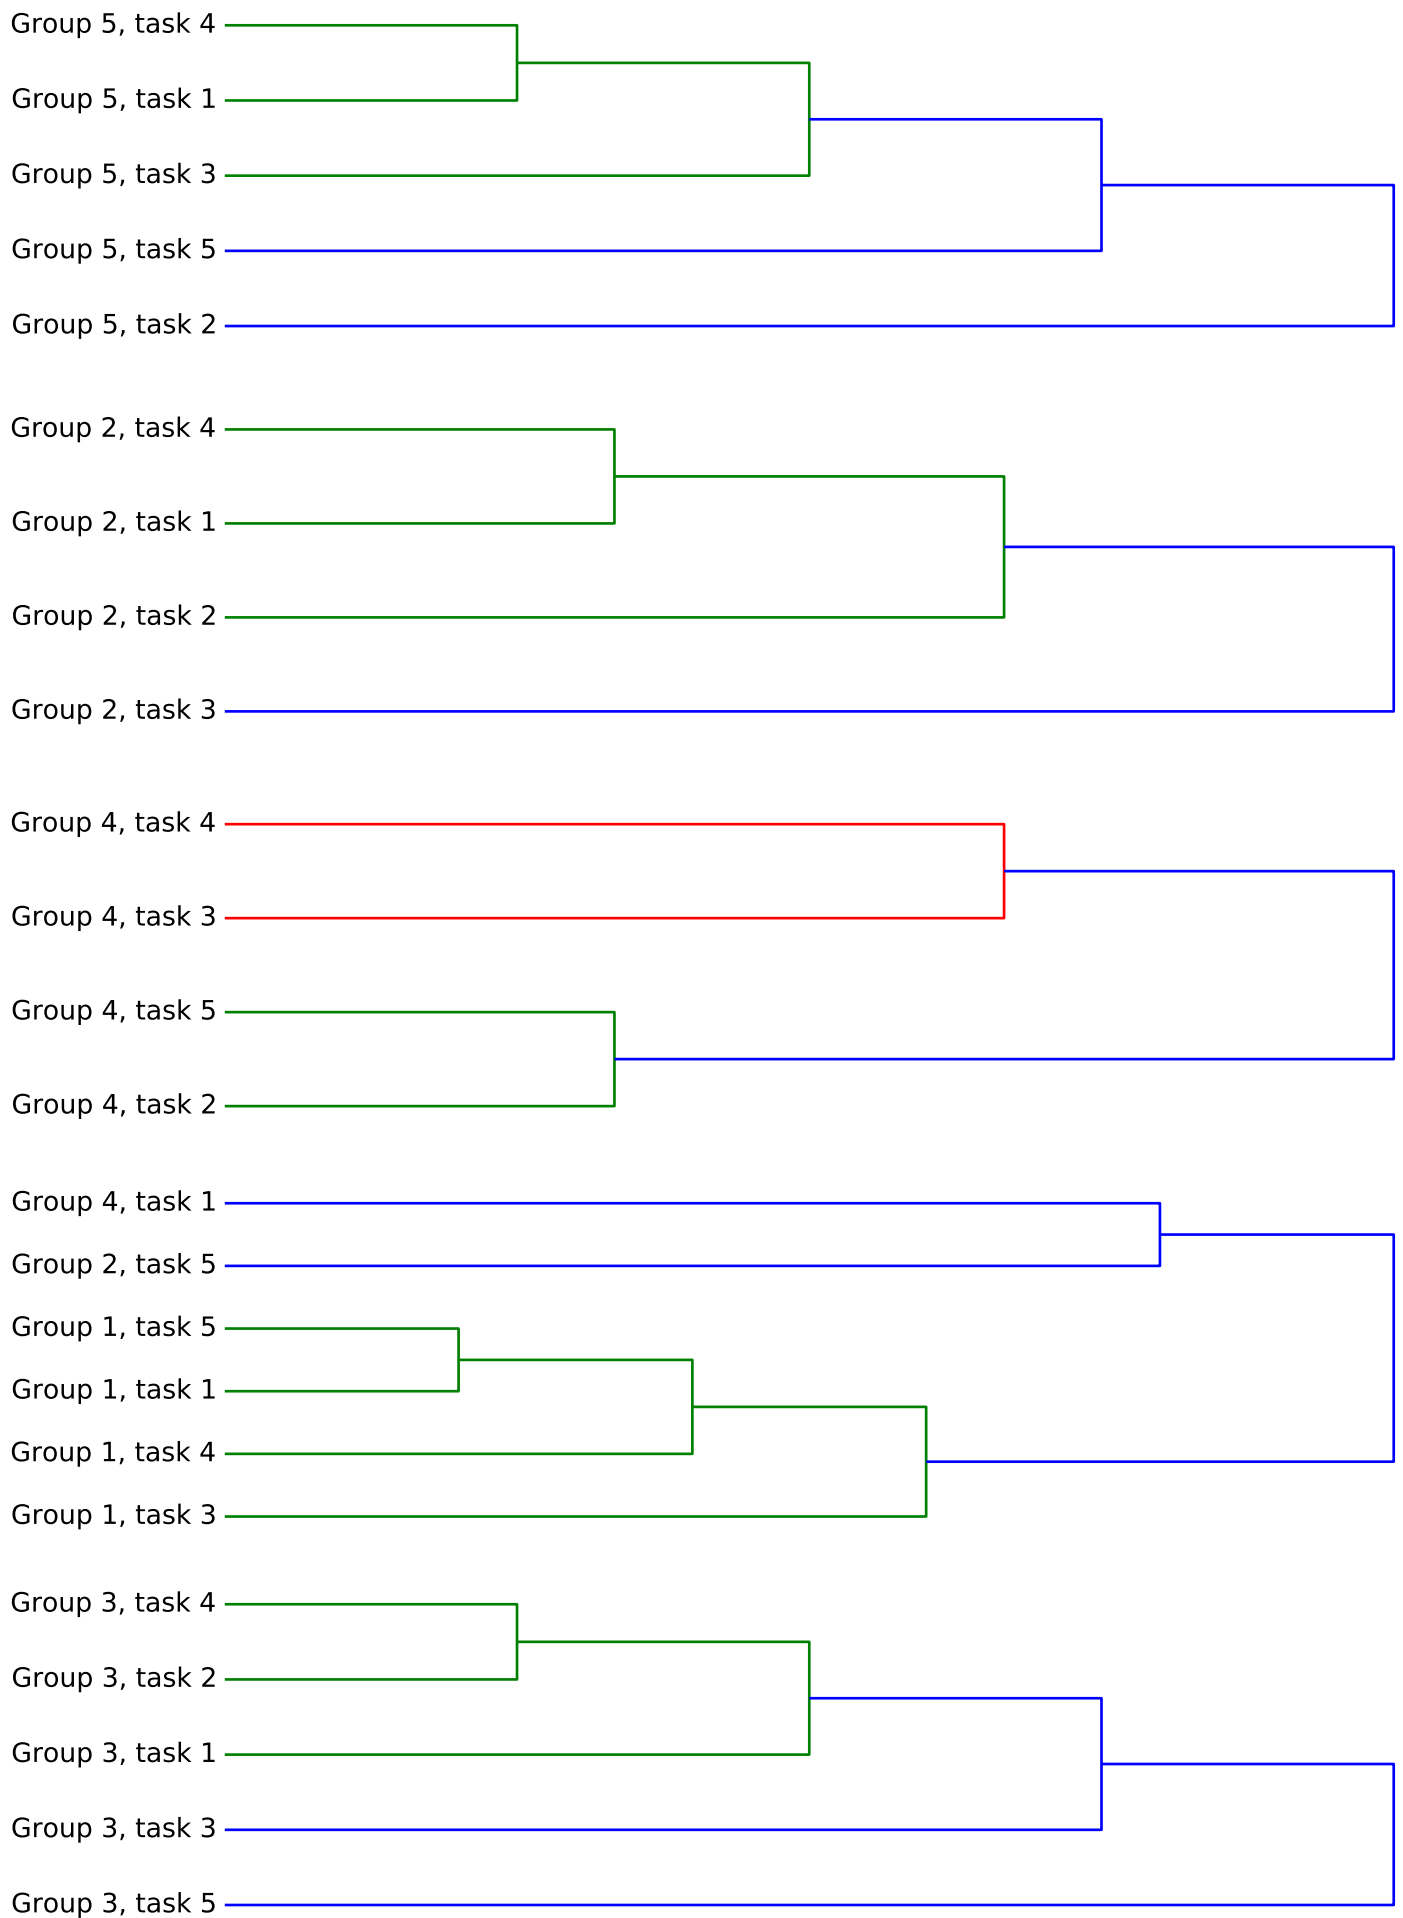 Group 5, task 4
Group 5, task 1
Group 5, task 3
Group 5, task 5
Group 5, task 2
Group 2, task 4
Group 2, task 1
Group 2, task 2
Group 2, task 3
Group 4, task 4
Group 4, task 3
Group 4, task 5
Group 4, task 2
Group 4, task 1
Group 2, task 5
Group 1, task 5
Group 1, task 1
Group 1, task 4
Group 1, task 3
Group 3, task 4
Group 3, task 2
Group 3, task 1
Group 3, task 3
Group 3, task 5